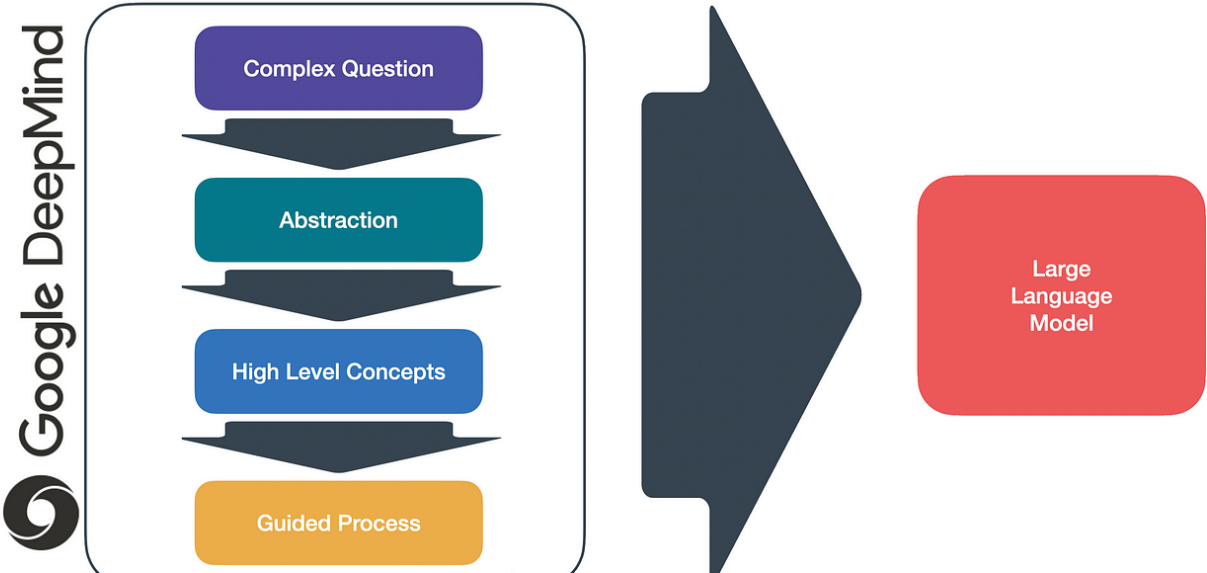 Google DeepMind
Complex Question
Abstraction
High Level Concepts
Guided Process
Large
Language
Model